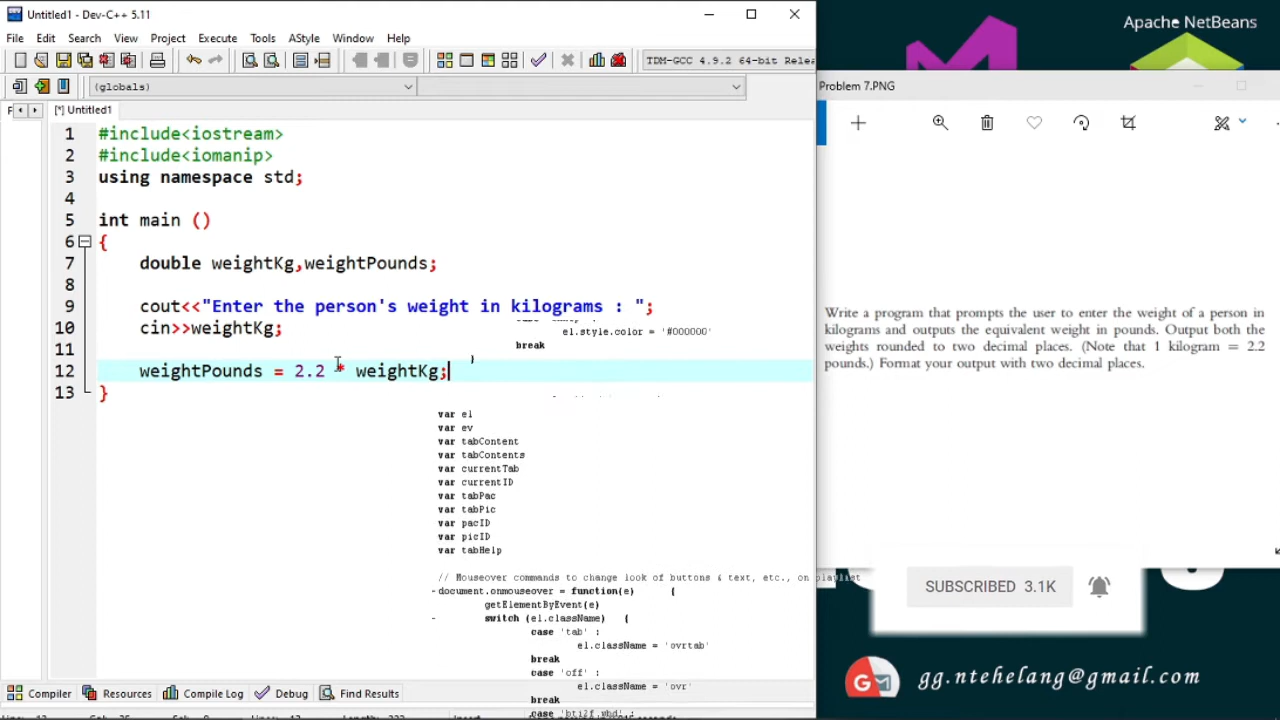 Untitled1 - Dev-C++ 5.11
File Edit Search View Project Execute Tools AStyle Window Help
TDM-GCC 4.9.2 64-bit Relea
(globals)
[*] Untitled1
1 #include<iostream>
2 #include<iomanip>
3 using namespace std;
4
5 int main ()
6 {
7 double weightKg,weightPounds;
8
9 cout<<"Enter the person's weight in kilograms : ";
10 cin>>weightKg;
11
12 weightPounds = 2.2 * weightKg;
13 }
el.style.color = '#000000'
break
}
var el
var ev
var tabContent
var tabContents
var currentTab
var currentID
var tabPac
var tabPic
var pacID
var picID
var tabHelp
// Mouseover commands to change look of buttons & text, etc., on playlist
-document.onmouseover = function(e) {
getElementByEvent(e)
- switch (el.className) {
case 'tab' :
el.className = 'ovrtab'
break
case 'off' :
el.className = 'ovr'
break
Compiler Resources Compile Log Debug Find Results
Apache NetBeans
Problem 7.PNG
Write a program that prompts the user to enter the weight of a person in
kilograms and outputs the equivalent weight in pounds. Output both the
weights rounded to two decimal places. (Note that 1 kilogram = 2.2
pounds.) Format your output with two decimal places.
SUBSCRIBED 3.1K
gg.ntehelang@gmail.com